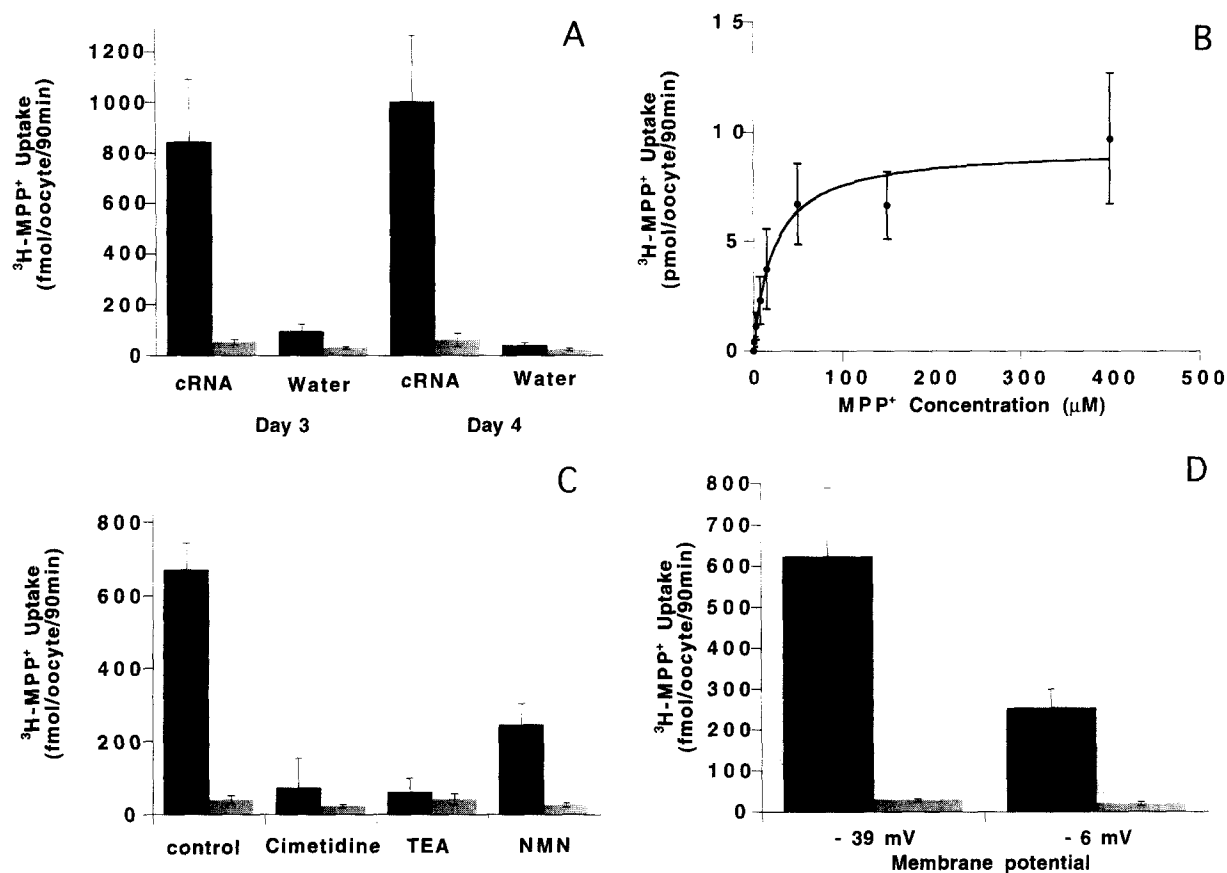 A
1200
1000
800
600
400
200
0
³H-MPP⁺ Uptake
(fmol/oocyte/90min)
cRNA Water cRNA Water
Day 3 Day 4
B
15
10
5
0
³H-MPP⁺ Uptake
(pmol/oocyte/90min)
0 100 200 300 400 500
MPP⁺ Concentration (μM)
C
800
600
400
200
0
³H-MPP⁺ Uptake
(fmol/oocyte/90min)
control Cimetidine TEA NMN
D
800
700
600
500
400
300
200
100
0
³H-MPP⁺ Uptake
(fmol/oocyte/90min)
- 39 mV - 6 mV
Membrane potential